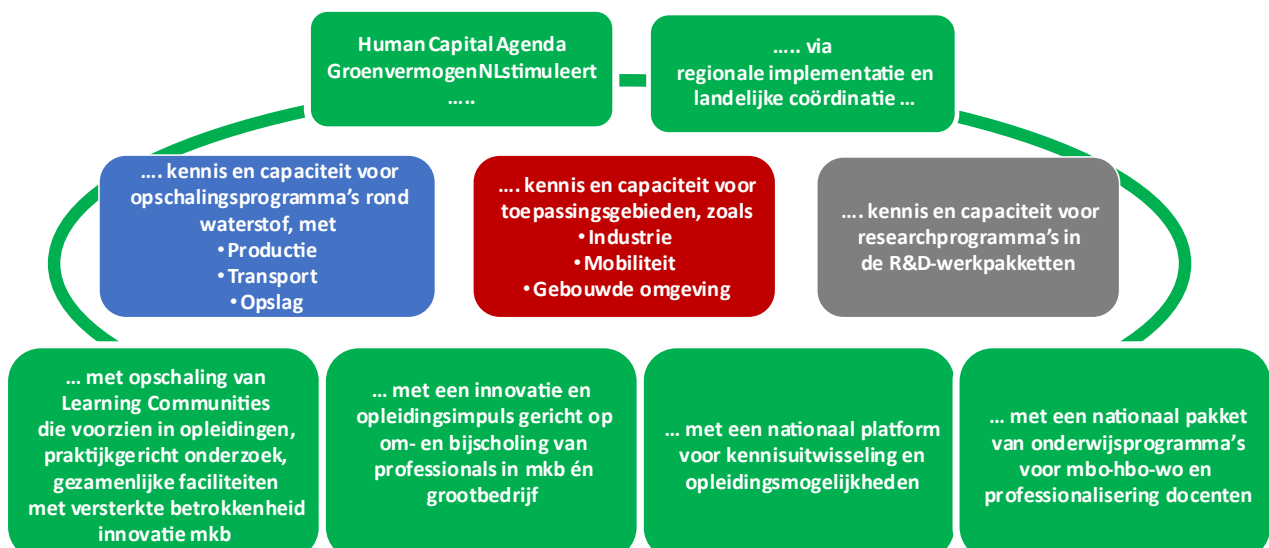 Human Capital Agenda
GroenvermogenNLstimuleert
.....
..... via
regionale implementatie en
landelijke coördinatie ...
.... kennis en capaciteit voor
opschalingsprogramma's rond
waterstof, met
• Productie
• Transport
• Opslag
.... kennis en capaciteit voor
toepassingsgebieden, zoals
• Industrie
• Mobiliteit
• Gebouwde omgeving
.... kennis en capaciteit voor
researchprogramma's in
de R&D-werkpakketten
... met opschaling van
Learning Communities
die voorzien in opleidingen,
praktijkgericht onderzoek,
gezamenlijke faciliteiten
met versterkte betrokkenheid
innovatie mkb
... met een innovatie en
opleidingsimpuls gericht op
om- en bijscholing van
professionals in mkb én
grootbedrijf
... met een nationaal platform
voor kennisuitwisseling en
opleidingsmogelijkheden
... met een nationaal pakket
van onderwijsprogramma's
voor mbo-hbo-wo en
professionalisering docenten